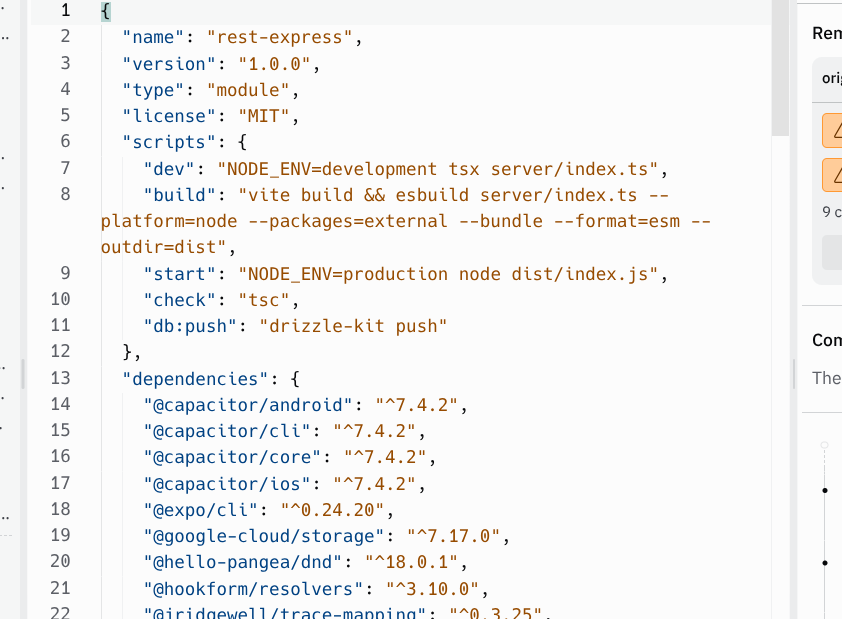 1 {
2 "name": "rest-express",
3 "version": "1.0.0",
4 "type": "module",
5 "license": "MIT",
6 "scripts": {
7 "dev": "NODE_ENV=development tsx server/index.ts",
8 "build": "vite build && esbuild server/index.ts --
platform=node --packages=external --bundle --format=esm --
outdir=dist",
9 "start": "NODE_ENV=production node dist/index.js",
10 "check": "tsc",
11 "db:push": "drizzle-kit push"
12 },
13 "dependencies": {
14 "@capacitor/android": "^7.4.2",
15 "@capacitor/cli": "^7.4.2",
16 "@capacitor/core": "^7.4.2",
17 "@capacitor/ios": "^7.4.2",
18 "@expo/cli": "^0.24.20",
19 "@google-cloud/storage": "^7.17.0",
20 "@hello-pangea/dnd": "^18.0.1",
21 "@hookform/resolvers": "^3.10.0",
22 "@jridgewell/trace-mapping": "^0.3.25",
Rem
orig
9 c
Com
The